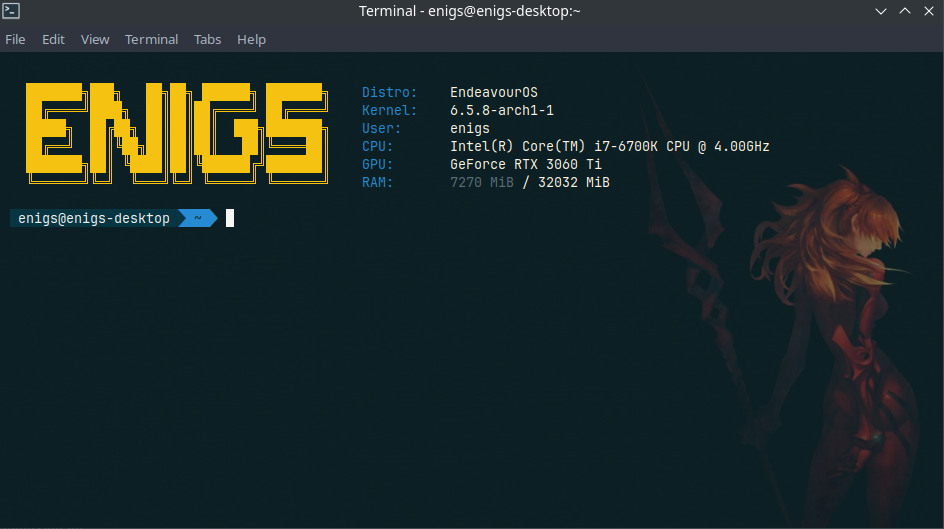 Terminal - enigs@enigs-desktop:~
File Edit View Terminal Tabs Help
ENIGS
Distro: EndeavourOS
Kernel: 6.5.8-arch1-1
User: enigs
CPU: Intel(R) Core(TM) i7-6700K CPU @ 4.00GHz
GPU: GeForce RTX 3060 Ti
RAM: 7270 MiB / 32032 MiB
enigs@enigs-desktop ~